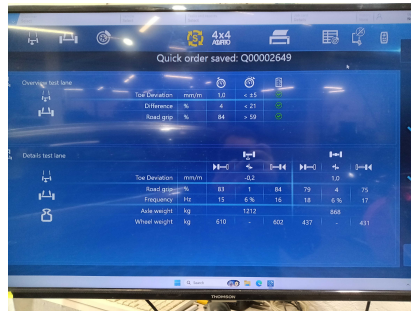 4x4
Quick order saved: Q00002649
Overview test lane
Toe Deviation mm/m 1,0 < ±5
Difference % 4 < 21
Road grip % 84 > 59
Details test lane
Toe Deviation mm/m -0,2 1,0
Road grip % 83 1 84 79 4 75
Frequency Hz 15 6 % 16 18 6 % 17
Axle weight kg 1212 868
Wheel weight kg 610 - 602 437 - 431
Search
THOMSON